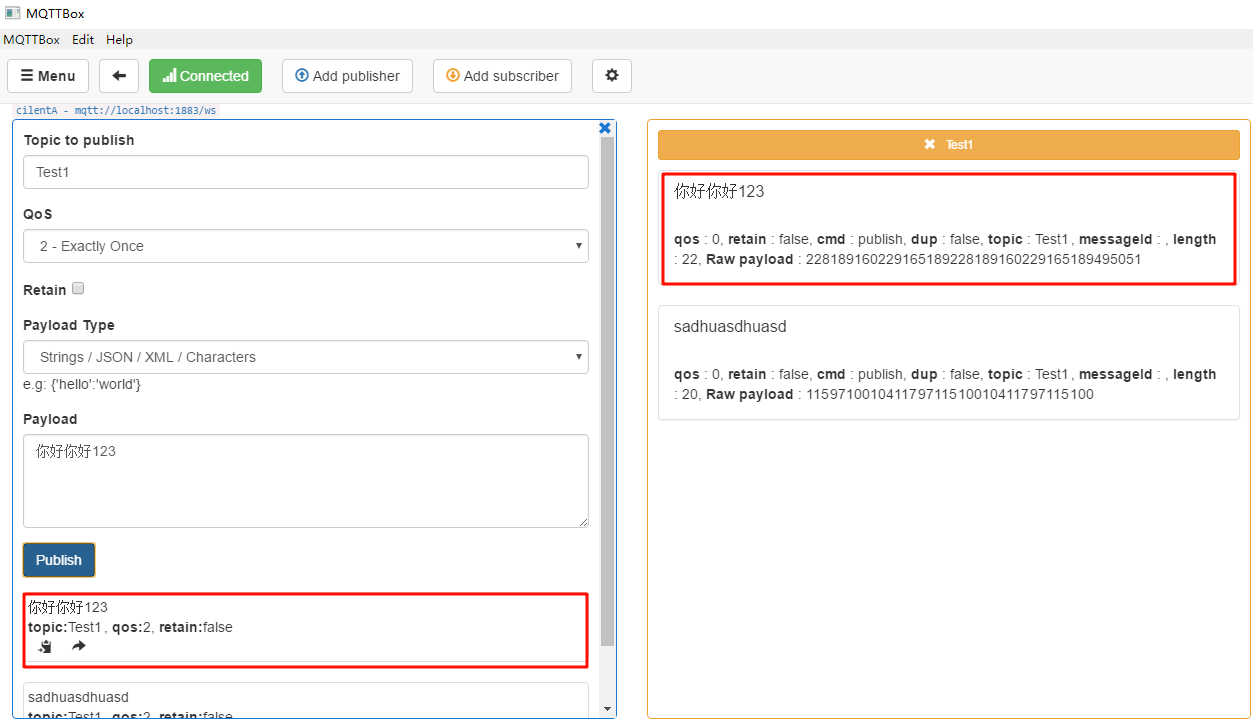 MQTTBox
MQTTBox Edit Help
Menu Connected Add publisher Add subscriber
cilentA - mqtt://localhost:1883/ws
Topic to publish
Test1
QoS
2 - Exactly Once
Retain
Payload Type
Strings / JSON / XML / Characters
e.g: {'hello':'world'}
Payload
你好你好123
Publish
你好你好123
topic:Test1, qos:2, retain:false
sadhuasdhuasd
topic:Test1, qos:2, retain:false
Test1
你好你好123
qos : 0, retain : false, cmd : publish, dup : false, topic : Test1, messageId : , length
: 22, Raw payload : 228189160229165189228189160229165189495051
sadhuasdhuasd
qos : 0, retain : false, cmd : publish, dup : false, topic : Test1, messageId : , length
: 20, Raw payload : 115971001041179711510010411797115100